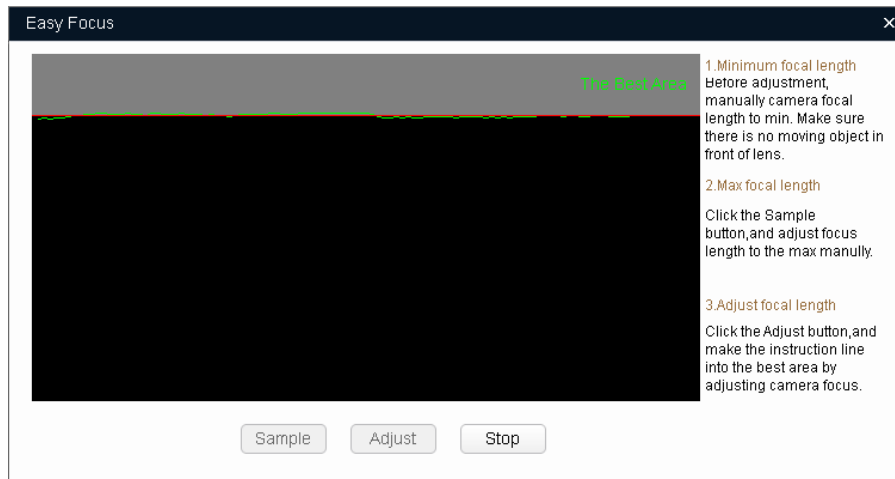 Easy Focus
The Best Area
1.Minimum focal length
Before adjustment,
manually camera focal
length to min. Make sure
there is no moving object in
front of lens.
2.Max focal length
Click the Sample
button,and adjust focus
length to the max manully.
3.Adjust focal length
Click the Adjust button,and
make the instruction line
into the best area by
adjusting camera focus.
Sample
Adjust
Stop